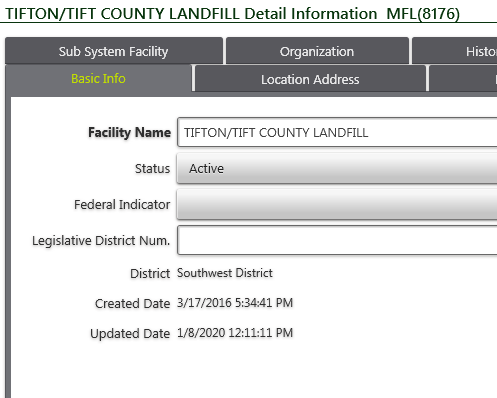 TIFTON/TIFT COUNTY LANDFILL Detail Information MFL(8176)
Sub System Facility Organization
Basic Info Location Address
Facility Name TIFTON/TIFT COUNTY LANDFILL
Status Active
Federal Indicator
Legislative District Num.
District Southwest District
Created Date 3/17/2016 5:34:41 PM
Updated Date 1/8/2020 12:11:11 PM